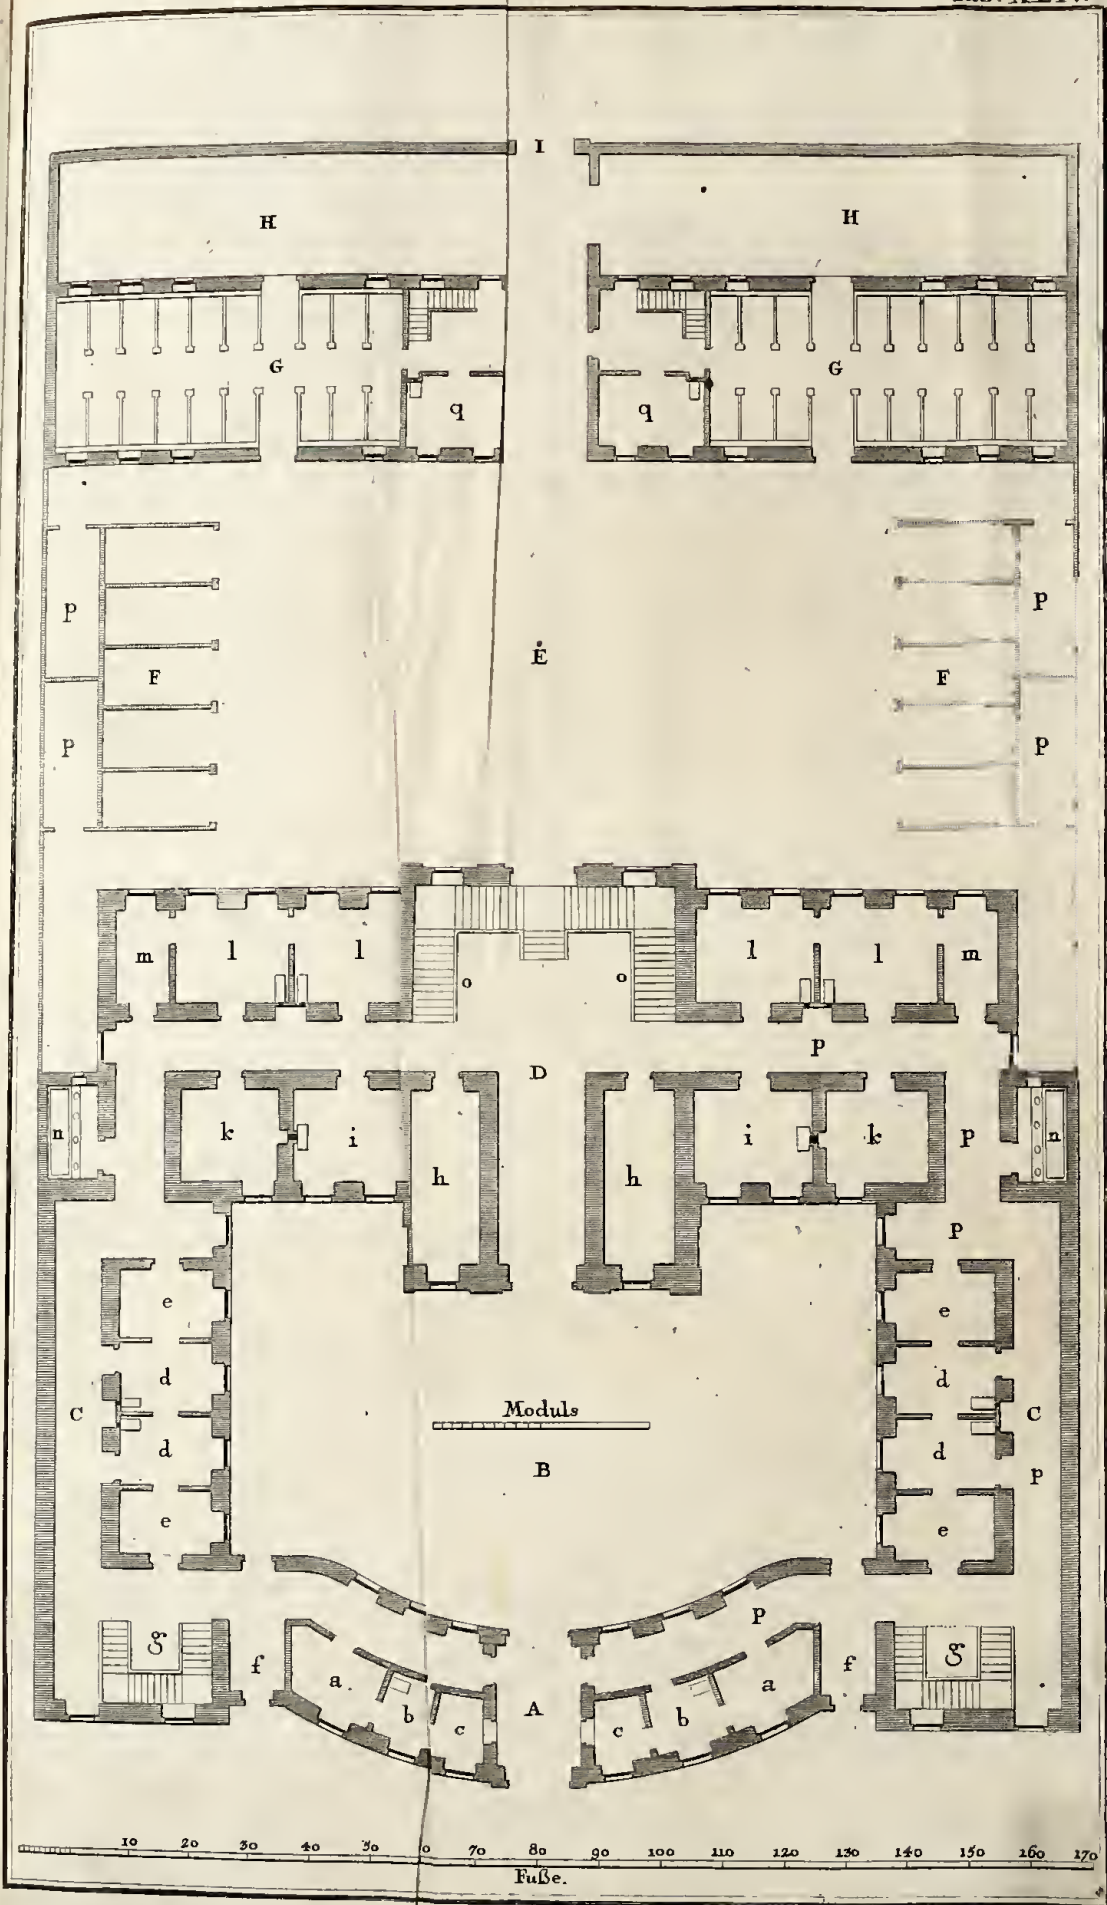 I
H H
G G
q q
p p
E
F F
p p
m l l l l m
o o
p
D
n k i h h i k p n
p
e e
d d
C C
Moduls
B
d d
p
e e
p
g g
f f
a a
b b
c A c
10 20 30 40 50 60 70 80 90 100 110 120 130 140 150 160 170
Fuße.